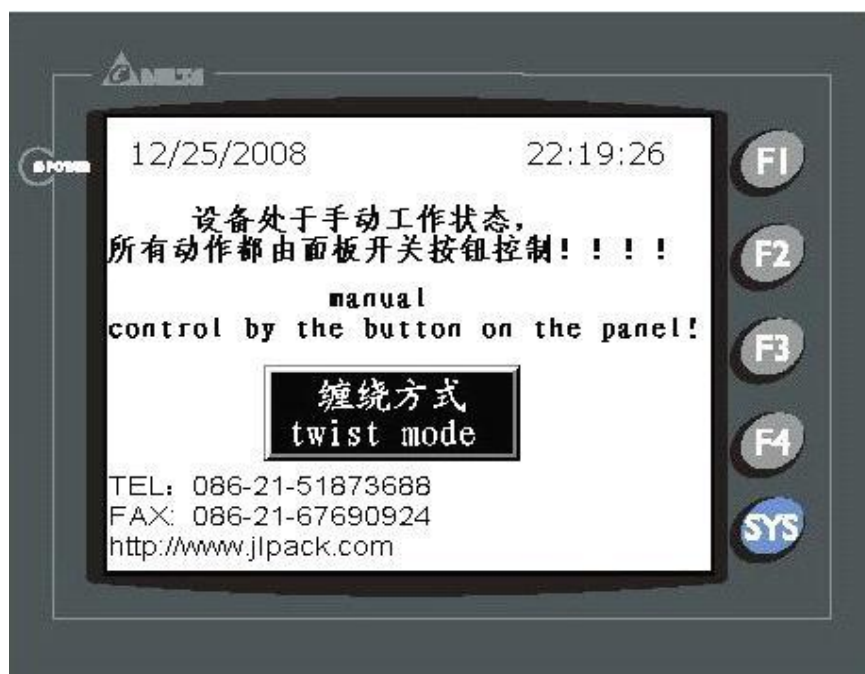 12/25/2008 22:19:26
设备处于手动工作状态，
所有动作都由面板开关按钮控制！！！！
manual
control by the button on the panel!
缠绕方式
twist mode
TEL：086-21-51873688
FAX: 086-21-67690924
http://www.jlpack.com
POWER
F1
F2
F3
F4
SYS